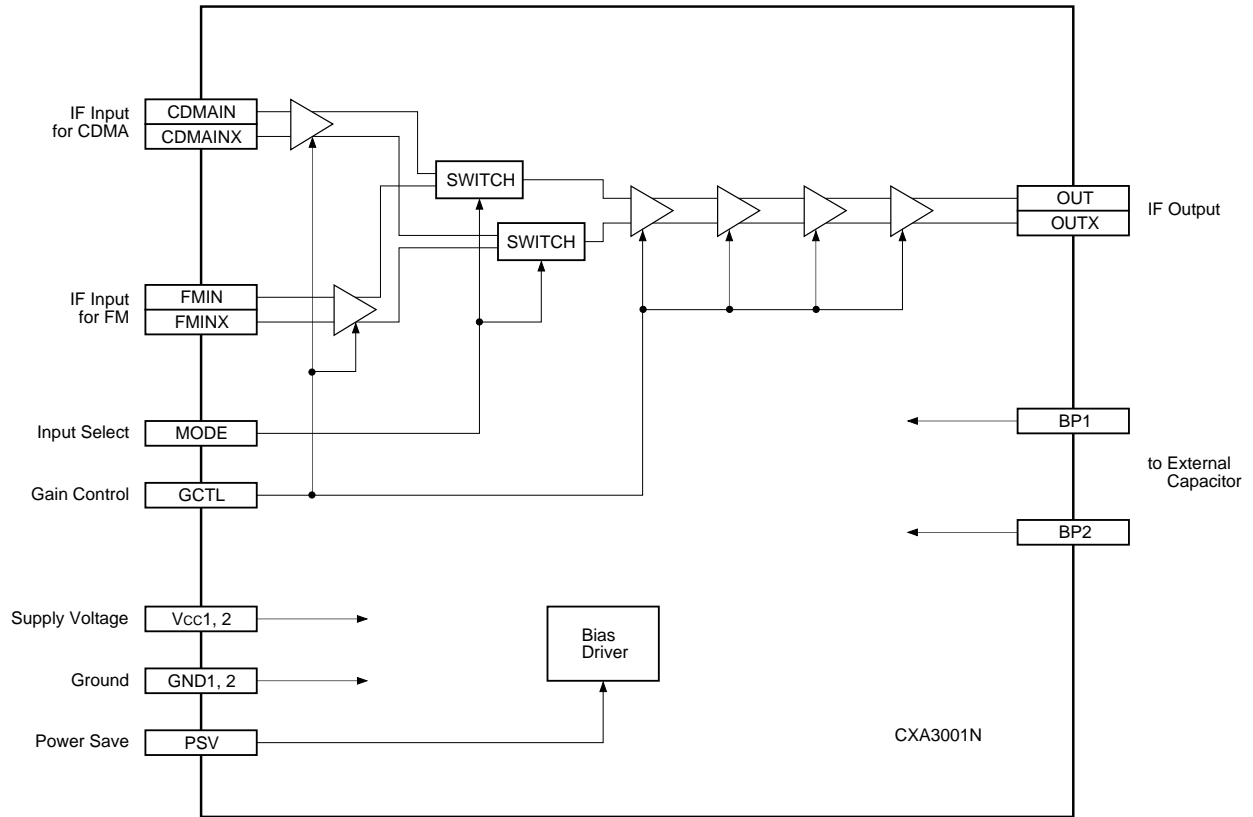 IF Input
for CDMA
CDMAIN
CDMAINX
SWITCH
SWITCH
OUT
OUTX
IF Output
IF Input
for FM
FMIN
FMINX
Input Select
MODE
Gain Control
GCTL
BP1
to External
Capacitor
BP2
Supply Voltage
Vcc1, 2
Ground
GND1, 2
Bias
Driver
Power Save
PSV
CXA3001N